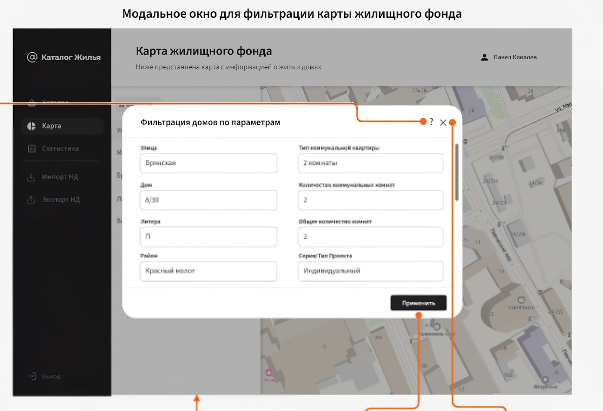 Модальное окно для фильтрации карты жилищного фонда
Каталог Жилья
Карта жилищного фонда
Ниже представлена карта с информацией о жилых домах
Павел
Карта
Статистика
Импорт НД
Экспорт НД
Выход
Фильтрация домов по параметрам
?
Улица
Тип коммунальной квартиры
Брянская
2 комнаты
Дом
Количество коммунальных комнат
8/30
2
Литера
Общее количество комнат
П
2
Район
Серия/Тип Проекта
Красный молот
Индивидуальный
Применить